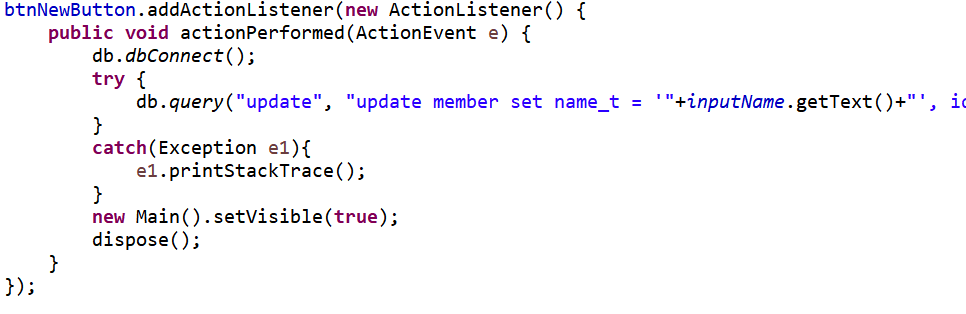 btnNewButton.addActionListener(new ActionListener() {
    public void actionPerformed(ActionEvent e) {
        db.dbConnect();
        try {
            db.query("update", "update member set name_t = '"+inputName.getText()+"',
        }
        catch(Exception e1){
            e1.printStackTrace();
        }
        new Main().setVisible(true);
        dispose();
    }
});